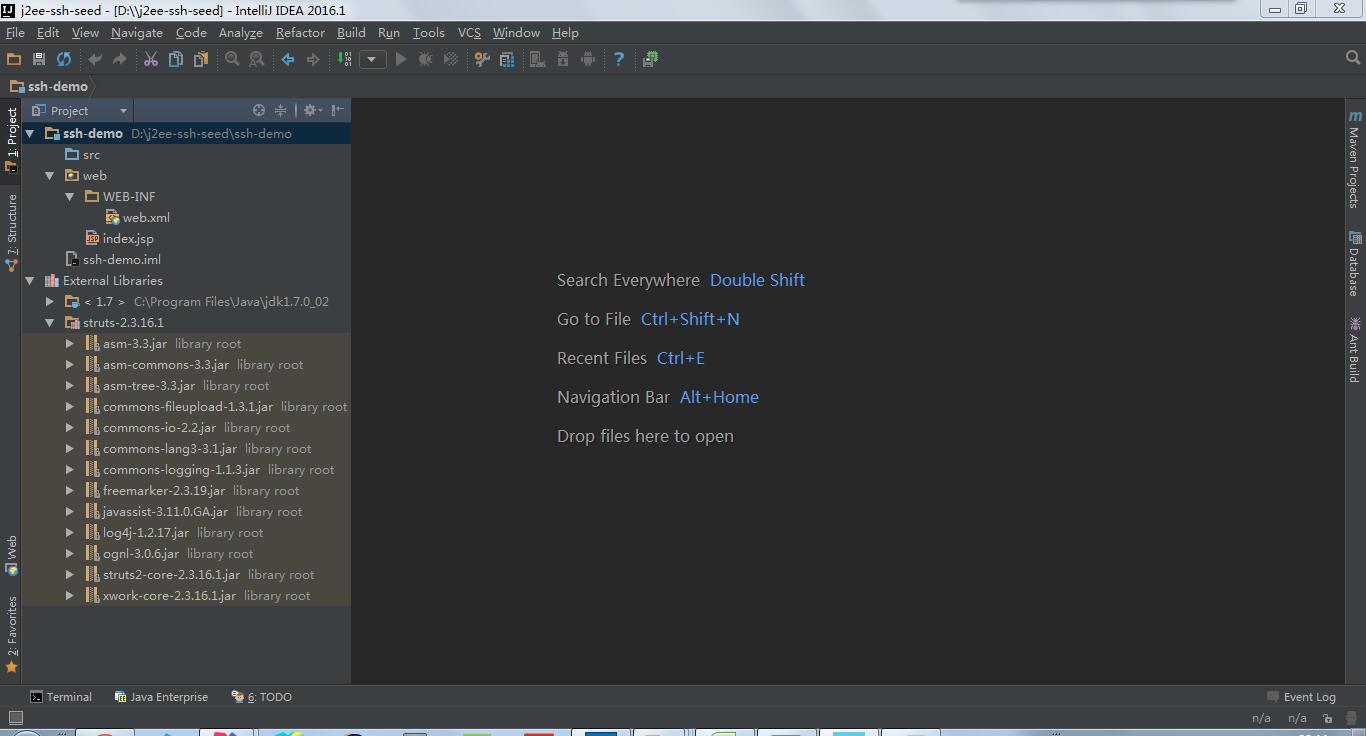 j2ee-ssh-seed - [D:\\j2ee-ssh-seed] - IntelliJ IDEA 2016.1
File Edit View Navigate Code Analyze Refactor Build Run Tools VCS Window Help
ssh-demo
1: Project
7: Structure
Web
2: Favorites
Project
ssh-demo D:\j2ee-ssh-seed\ssh-demo
src
web
WEB-INF
web.xml
index.jsp
ssh-demo.iml
External Libraries
< 1.7 > C:\Program Files\Java\jdk1.7.0_02
struts-2.3.16.1
asm-3.3.jar library root
asm-commons-3.3.jar library root
asm-tree-3.3.jar library root
commons-fileupload-1.3.1.jar library root
commons-io-2.2.jar library root
commons-lang3-3.1.jar library root
commons-logging-1.1.3.jar library root
freemarker-2.3.19.jar library root
javassist-3.11.0.GA.jar library root
log4j-1.2.17.jar library root
ognl-3.0.6.jar library root
struts2-core-2.3.16.1.jar library root
xwork-core-2.3.16.1.jar library root
Search Everywhere Double Shift
Go to File Ctrl+Shift+N
Recent Files Ctrl+E
Navigation Bar Alt+Home
Drop files here to open
Maven Projects
Database
Ant Build
Terminal Java Enterprise 6: TODO Event Log
n/a n/a